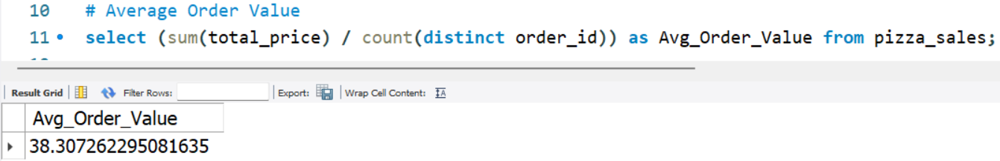 10 # Average Order Value
11 select (sum(total_price) / count(distinct order_id)) as Avg_Order_Value from pizza_sales;
Result Grid Filter Rows: Export: Wrap Cell Content:
Avg_Order_Value
38.307262295081635